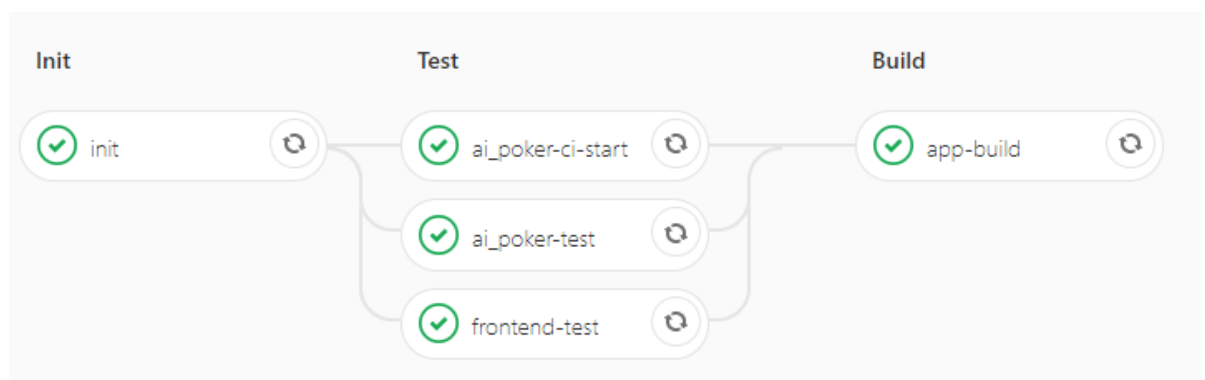 Init
Test
Build
init
ai_poker-ci-start
app-build
ai_poker-test
frontend-test